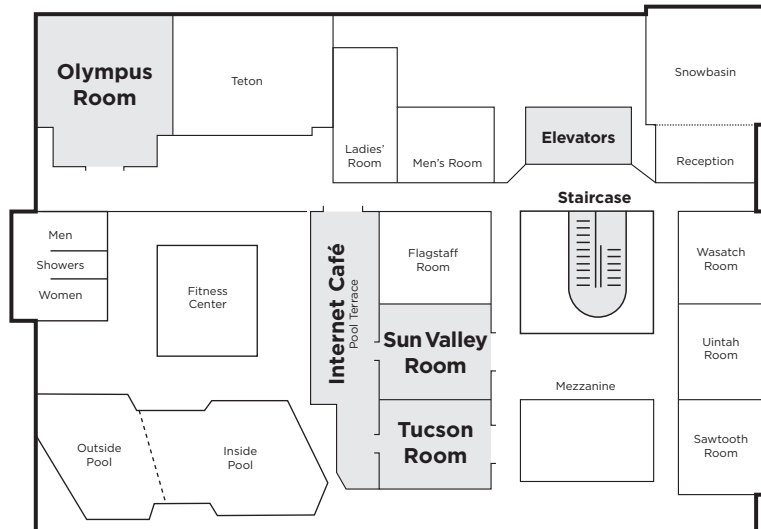 Olympus
Room
Teton
Ladies'
Room
Men's Room
Elevators
Snowbasin
Reception
Staircase
Men
Showers
Women
Fitness
Center
Internet Café
Pool Terrace
Flagstaff
Room
Wasatch
Room
Sun Valley
Room
Uintah
Room
Mezzanine
Tucson
Room
Sawtooth
Room
Outside
Pool
Inside
Pool